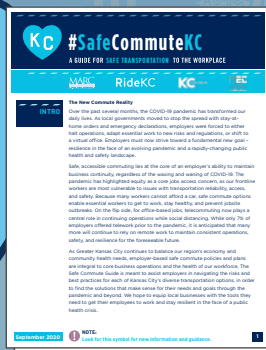 KC
#SafeCommuteKC
A GUIDE FOR SAFE TRANSPORTATION TO THE WORKPLACE
MARC
RideKC
KC
INTRO
The New Commute Reality
Over the past several months, the COVID-19 pandemic has transformed our
daily lives. As local governments moved to stop the spread with stay-at-
home orders and emergency declarations, employers were forced to either
halt operations, adapt essential work to new risks and regulations, or shift to
a virtual office. Employers must now strive toward a fundamental new goal -
resilience in the face of an evolving pandemic and a rapidly-changing public
health and safety landscape.
Safe, accessible commuting lies at the core of an employer's ability to maintain
business continuity, regardless of the waxing and waning of COVID-19. The
pandemic has highlighted equity as a core jobs access concern, as our frontline
workers are most vulnerable to issues with transportation reliability, access,
and safety. Because many workers cannot afford a car, safe commute options
enable essential workers to get to work, stay healthy, and prevent jobsite
outbreaks. On the flip side, for office-based jobs, telecommuting now plays a
central role in continuing operations while social distancing. While only 7% of
employers offered telework prior to the pandemic, it is anticipated that many
more will continue to rely on remote work to maintain consistent operations,
safety, and resilience for the foreseeable future.
As Greater Kansas City continues to balance our region's economy and
community health needs, employer-based safe commute policies and plans
are integral to core business operations and the health of our workforce. The
Safe Commute Guide is meant to assist employers in navigating the risks and
best practices for each of Kansas City's diverse transportation options, in order
to find the solutions that make sense for their needs and goals through the
pandemic and beyond. We hope to equip local businesses with the tools they
need to get their employees to work and stay resilient in the face of a public
health crisis.
September 2020
NOTE:
Look for this symbol for new information and guidance.
1